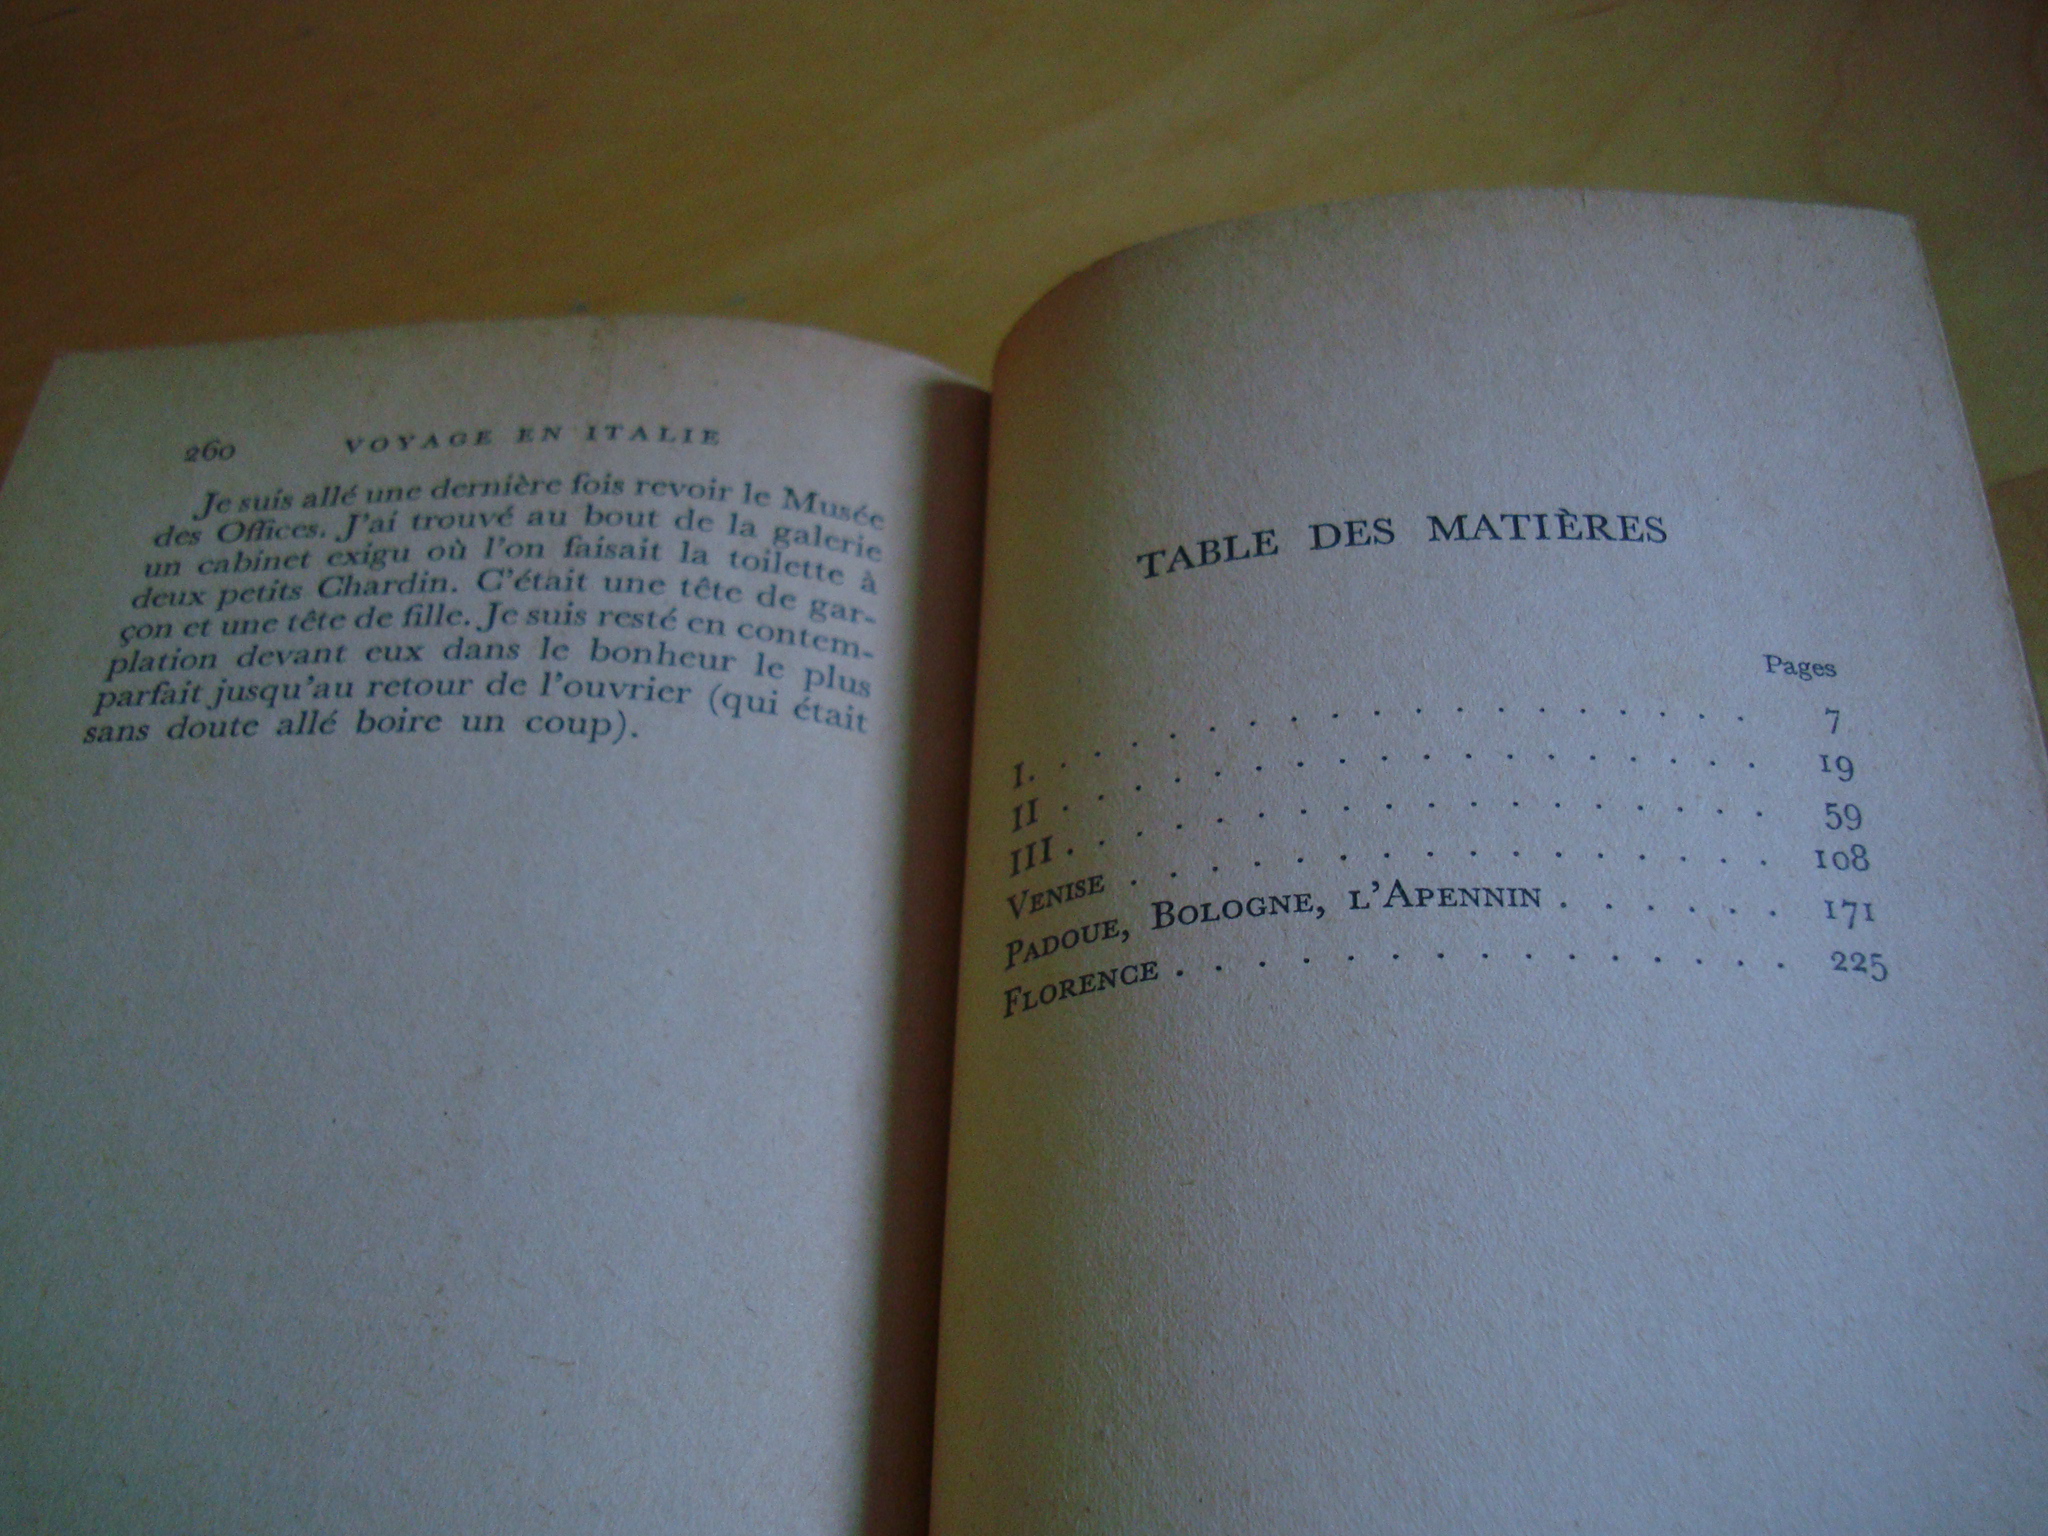 260 VOYAGE EN ITALIE
Je suis allé une dernière fois revoir le Musée
des Offices. J'ai trouvé au bout de la galerie
un cabinet exigu où l'on faisait la toilette à
deux petits Chardin. C'était une tête de gar-
çon et une tête de fille. Je suis resté en contem-
plation devant eux dans le bonheur le plus
parfait jusqu'au retour de l'ouvrier (qui était
sans doute allé boire un coup).
TABLE DES MATIÈRES
Pages
I. . . . . . . . . . . . . . . . . . . . 7
II . . . . . . . . . . . . . . . . . . . 19
III . . . . . . . . . . . . . . . . . . 59
VENISE . . . . . . . . . . . . . . . . 108
PADOUE, BOLOGNE, L'APENNIN . . . . . . 171
FLORENCE . . . . . . . . . . . . . . . 225